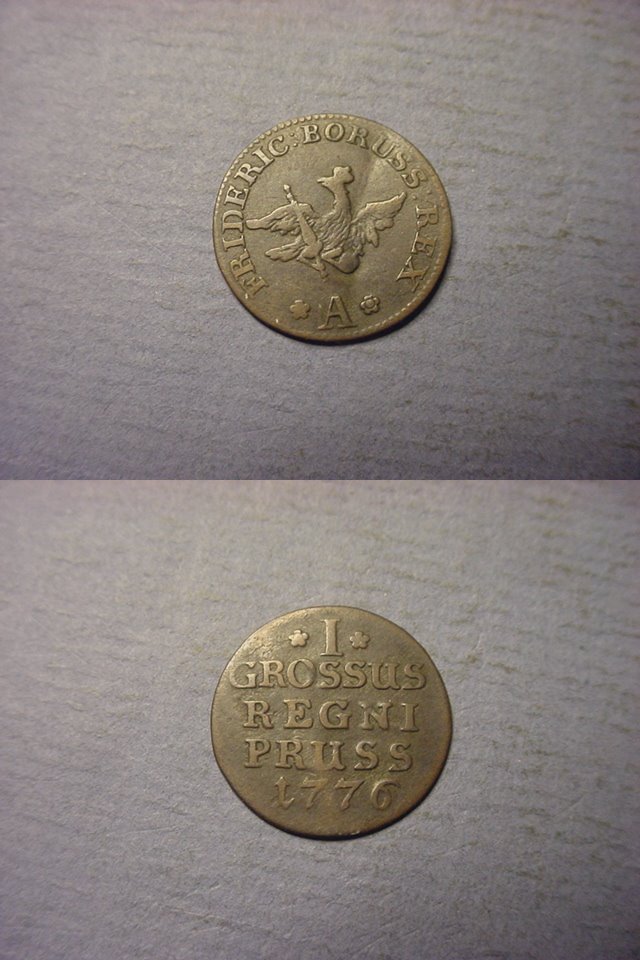 FRIDERIC: BORUSS: REX
A
I
GROSSUS
REGNI
PRUSS
1776